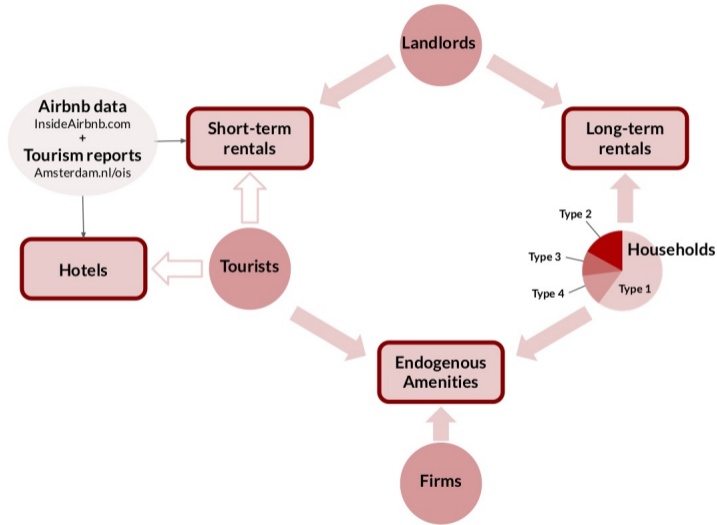 Landlords
Airbnb data
InsideAirbnb.com
+
Tourism reports
Amsterdam.nl/ois
Short-term
rentals
Long-term
rentals
Type 2
Households
Type 3
Type 4
Type 1
Hotels
Tourists
Endogenous
Amenities
Firms